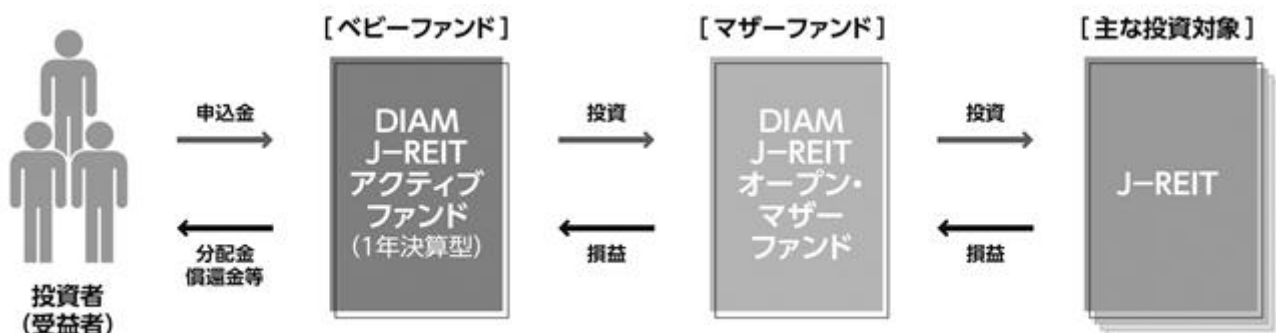 [ベビーファンド]
[マザーファンド]
[主な投資対象]
申込金
投資
投資
DIAM
J-REIT
アクティブ
ファンド
(1年決算型)
DIAM
J-REIT
オープン・
マザー
ファンド
J-REIT
分配金
償還金等
損益
損益
投資者
(受益者)